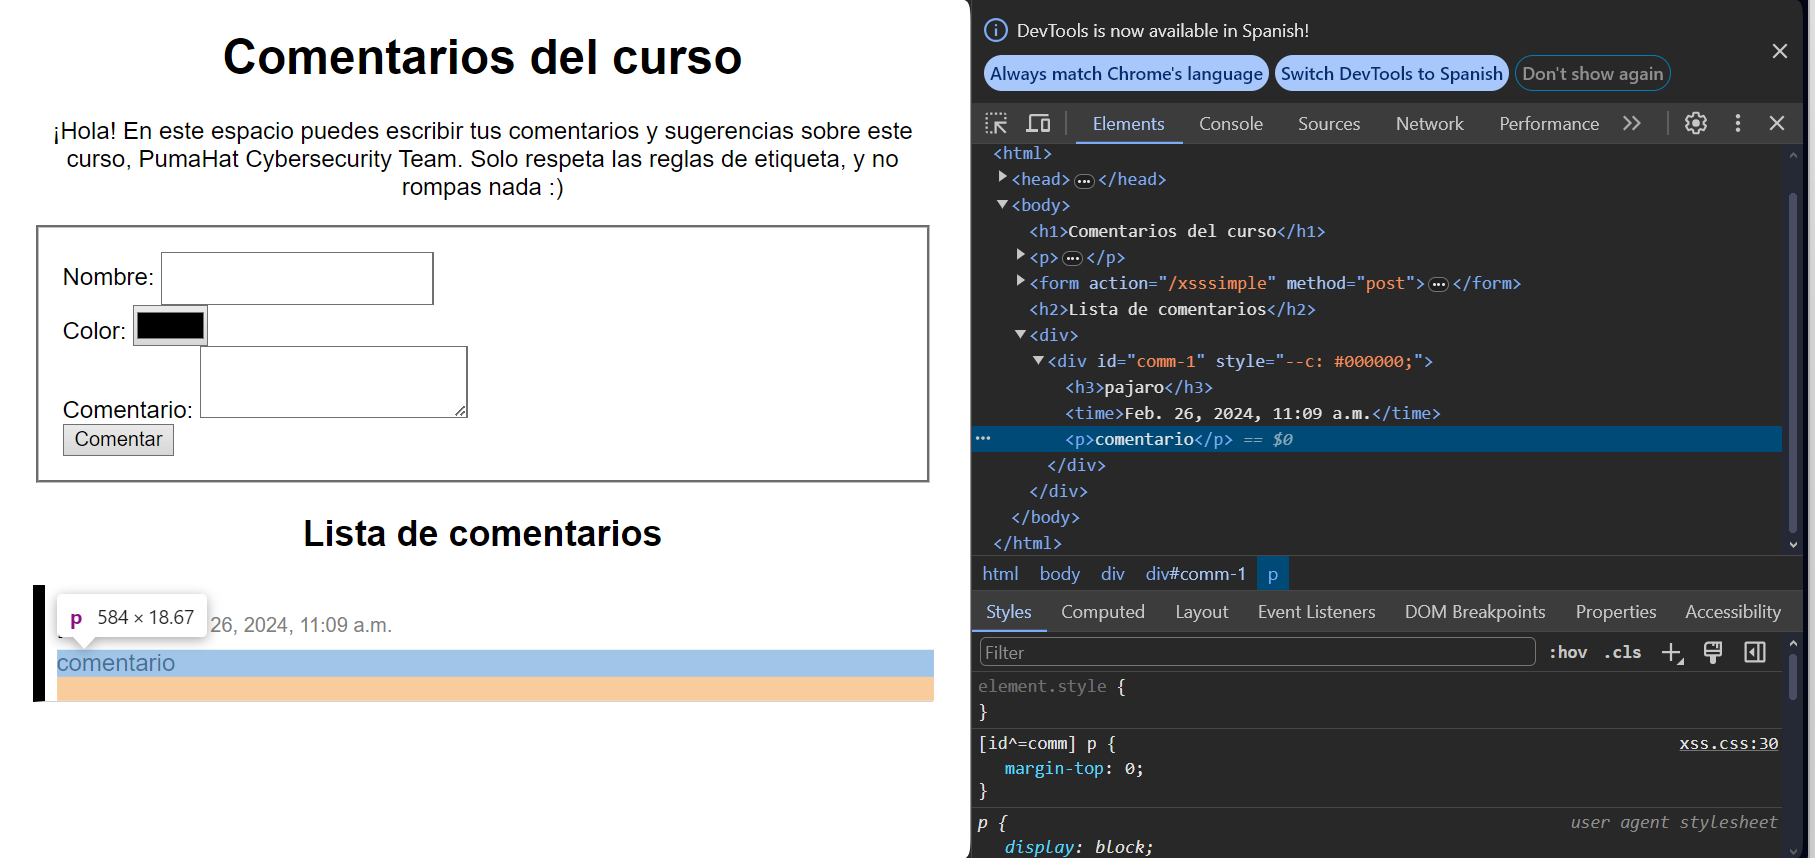 Comentarios del curso
¡Hola! En este espacio puedes escribir tus comentarios y sugerencias sobre este
curso, PumaHat Cybersecurity Team. Solo respeta las reglas de etiqueta, y no
rompas nada :)
Nombre:
Color:
Comentario:
Comentar
Lista de comentarios
p 584 × 18.67
26, 2024, 11:09 a.m.
comentario
DevTools is now available in Spanish!
Always match Chrome's language
Switch DevTools to Spanish
Don't show again
Elements
Console
Sources
Network
Performance
<html>
<head> ••• </head>
<body>
<h1>Comentarios del curso</h1>
<p> ••• </p>
<form action="/xsssimple" method="post"> ••• </form>
<h2>Lista de comentarios</h2>
<div>
<div id="comm-1" style="--c: #000000;">
<h3>pajaro</h3>
<time>Feb. 26, 2024, 11:09 a.m.</time>
<p>comentario</p> == $0
</div>
</div>
</body>
</html>
html body div div#comm-1 p
Styles
Computed
Layout
Event Listeners
DOM Breakpoints
Properties
Accessibility
Filter
:hov .cls
element.style {
}
[id^=comm] p {
xss.css:30
margin-top: 0;
}
p {
user agent stylesheet
display: block;